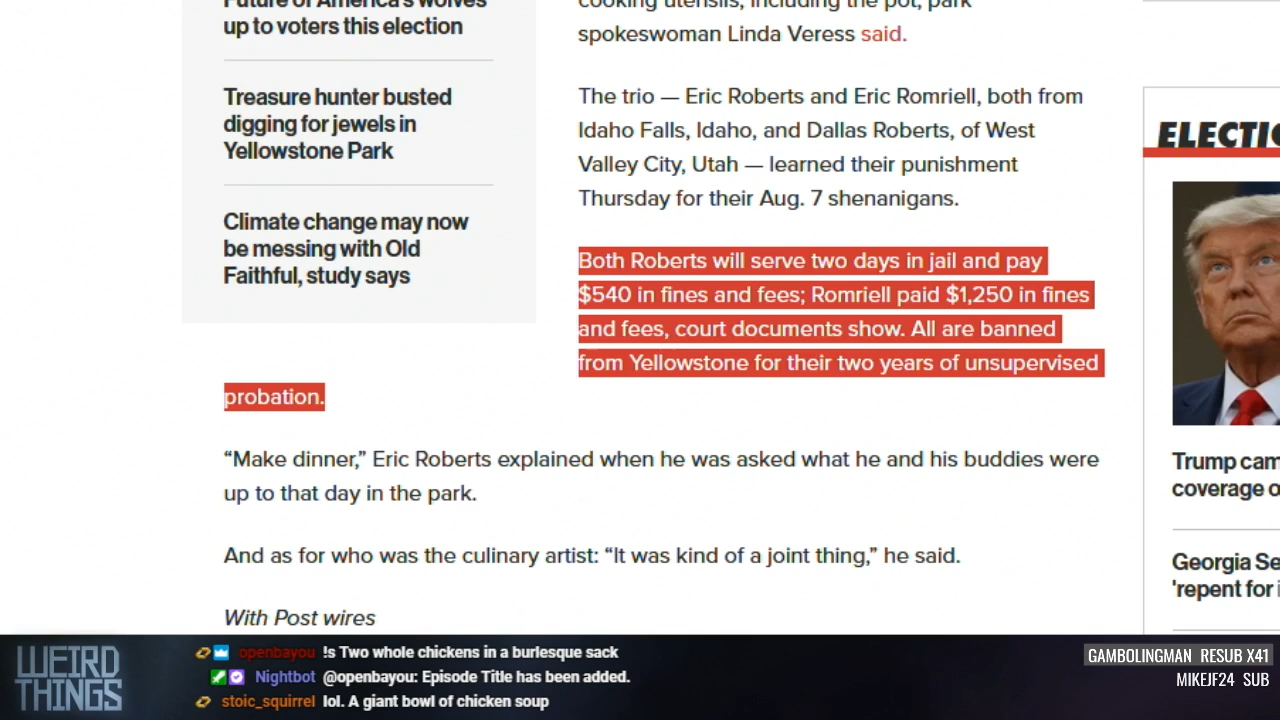 Future of America's wolves
up to voters this election
Treasure hunter busted
digging for jewels in
Yellowstone Park
Climate change may now
be messing with Old
Faithful, study says
cooking utensils, including the pot, park
spokeswoman Linda Veress said.
The trio — Eric Roberts and Eric Romriell, both from
Idaho Falls, Idaho, and Dallas Roberts, of West
Valley City, Utah — learned their punishment
Thursday for their Aug. 7 shenanigans.
Both Roberts will serve two days in jail and pay
$540 in fines and fees; Romriell paid $1,250 in fines
and fees, court documents show. All are banned
from Yellowstone for their two years of unsupervised
probation.
“Make dinner,” Eric Roberts explained when he was asked what he and his buddies were
up to that day in the park.
And as for who was the culinary artist: “It was kind of a joint thing,” he said.
With Post wires
ELECTIO
Trump cam
coverage o
Georgia Se
'repent for i
WEIRD
THINGS
openbayou !s Two whole chickens in a burlesque sack
Nightbot @openbayou: Episode Title has been added.
stoic_squirrel lol. A giant bowl of chicken soup
GAMBOLINGMAN RESUB X41
MIKEJF24 SUB